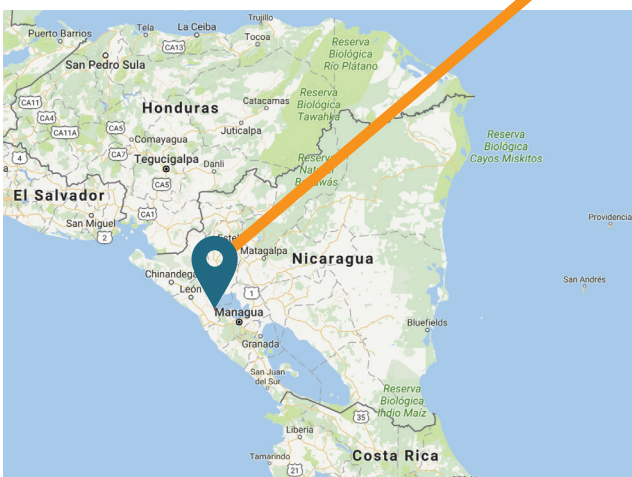 Trujillo
Puerto Barrios
Tela
La Ceiba
Tocoa
CA13
Reserva
Biológica
Río Plátano
San Pedro Sula
CA11
CA4
CA11A
Honduras
Catacamas
Reserva
Biológica
Tawahka
CA5
Comayagua
Juticalpa
Reserva
Biológica
Cayos Miskitos
4
CA7
Tegucigalpa
Danlí
CA5
El Salvador
CA1
San Miguel
2
Providencia
Matagalpa
Nicaragua
Chinandega
León
1
San Andrés
Managua
Bluefields
Granada
San Juan
del Sur
Reserva
Biológica
Indio Maíz
35
Liberia
Tamarindo
Costa Rica
21